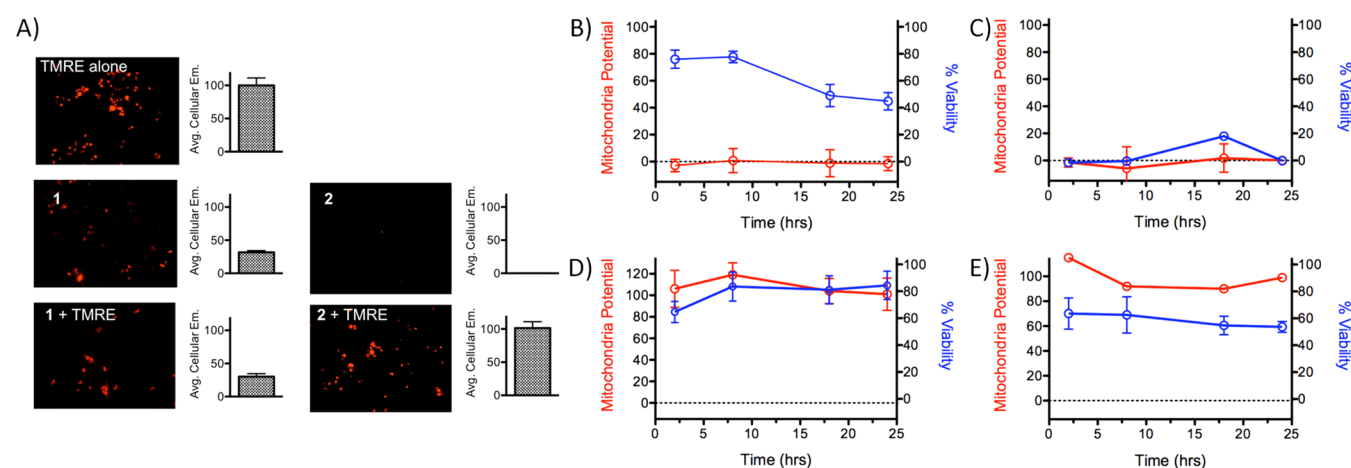 A)
TMRE alone
Avg. Cellular Em.
100
50
0
1
Avg. Cellular Em.
100
50
0
2
Avg. Cellular Em.
100
50
0
1 + TMRE
Avg. Cellular Em.
100
50
0
2 + TMRE
Avg. Cellular Em.
100
50
0
B)
Mitochondria Potential
100
80
60
40
20
0
100
80
60
40
20
0
% Viability
0 5 10 15 20 25
Time (hrs)
C)
Mitochondria Potential
100
80
60
40
20
0
100
80
60
40
20
0
% Viability
0 5 10 15 20 25
Time (hrs)
D)
Mitochondria Potential
120
100
80
60
40
20
0
100
80
60
40
20
0
% Viability
0 5 10 15 20 25
Time (hrs)
E)
Mitochondria Potential
100
80
60
40
20
0
100
80
60
40
20
0
% Viability
0 5 10 15 20 25
Time (hrs)